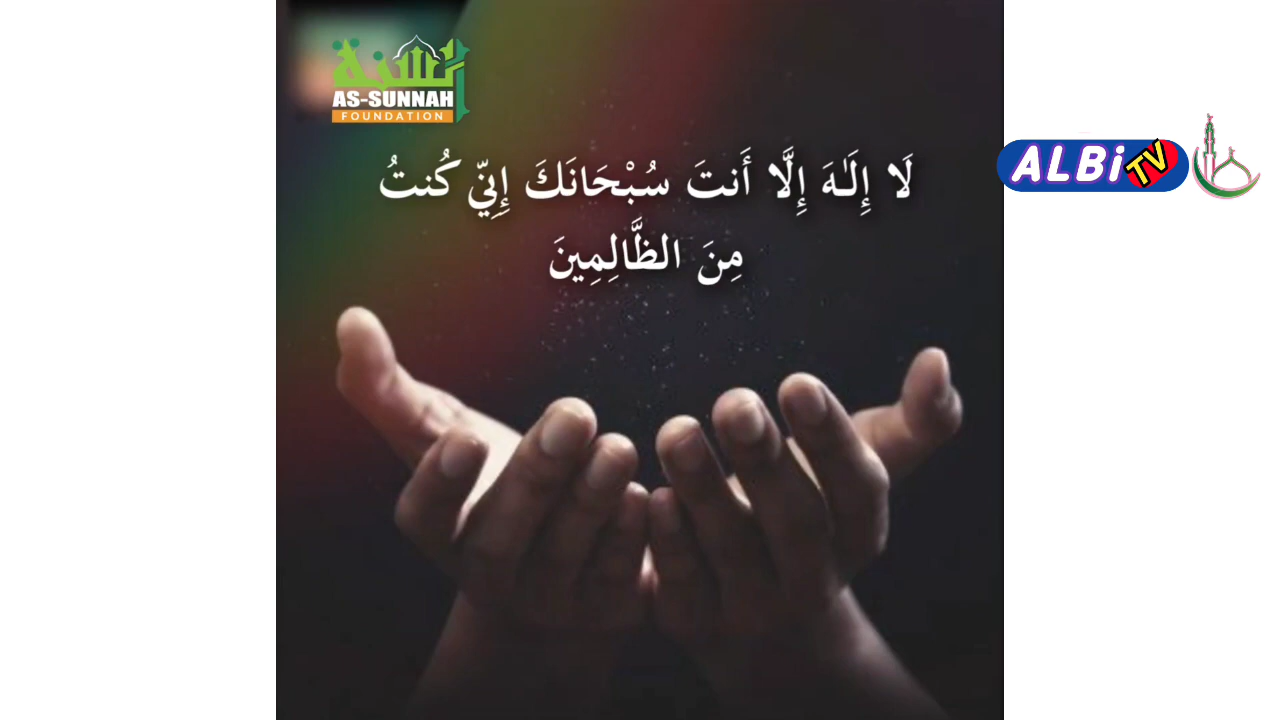 السنة
AS-SUNNAH
FOUNDATION
لَا إِلَـٰهَ إِلَّا أَنتَ سُبْحَانَكَ إِنِّي كُنتُ
مِنَ الظَّالِمِينَ
ALBi TV